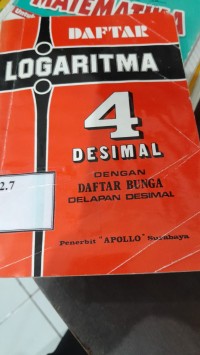 MATEMATIKA
DAFTAR
LOGARITMA
4
DESIMAL
DENGAN
DAFTAR BUNGA
DELAPAN DESIMAL
2.7
Penerbit "APOLLO" Surabaya